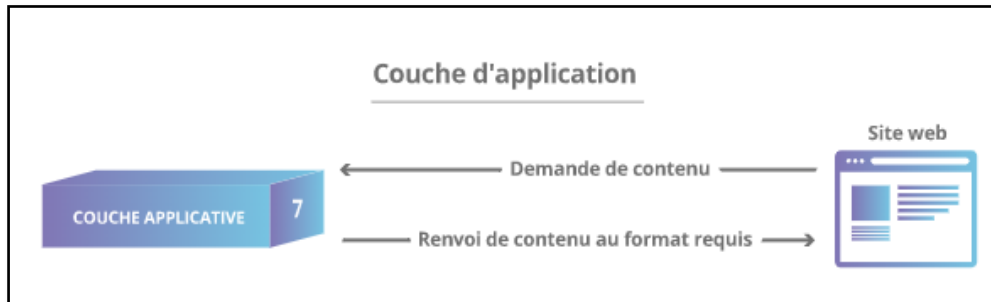 Couche d'application
Site web
Demande de contenu
COUCHE APPLICATIVE
7
Renvoi de contenu au format requis